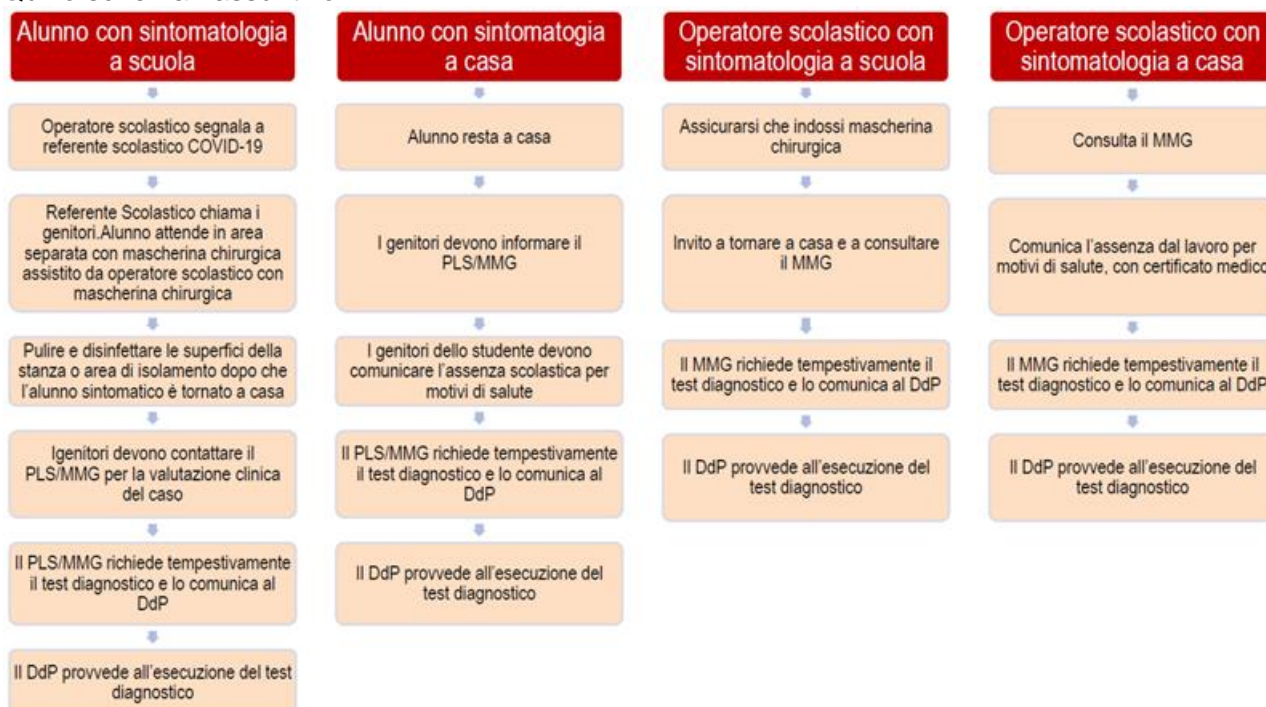 Alunno con sintomatologia
a scuola
Operatore scolastico segnala a
referente scolastico COVID-19
Referente Scolastico chiama i
genitori.Alunno attende in area
separata con mascherina chirurgica
assistito da operatore scolastico con
mascherina chirurgica
Pulire e disinfettare le superfici della
stanza o area di isolamento dopo che
l'alunno sintomatico è tornato a casa
Igenitori devono contattare il
PLS/MMG per la valutazione clinica
del caso
Il PLS/MMG richiede tempestivamente
il test diagnostico e lo comunica al
DdP
Il DdP provvede all'esecuzione del test
diagnostico
Alunno con sintomatogia
a casa
Alunno resta a casa
I genitori devono informare il
PLS/MMG
I genitori dello studente devono
comunicare l'assenza scolastica per
motivi di salute
Il PLS/MMG richiede tempestivamente
il test diagnostico e lo comunica al
DdP
Il DdP provvede all'esecuzione del
test diagnostico
Operatore scolastico con
sintomatologia a scuola
Assicurarsi che indossi mascherina
chirurgica
Invito a tornare a casa e a consultare
il MMG
Il MMG richiede tempestivamente il
test diagnostico e lo comunica al DdP
Il DdP provvede all'esecuzione del
test diagnostico
Operatore scolastico con
sintomatologia a casa
Consulta il MMG
Comunica l'assenza dal lavoro per
motivi di salute, con certificato medico
Il MMG richiede tempestivamente il
test diagnostico e lo comunica al DdP
Il DdP provvede all'esecuzione del
test diagnostico